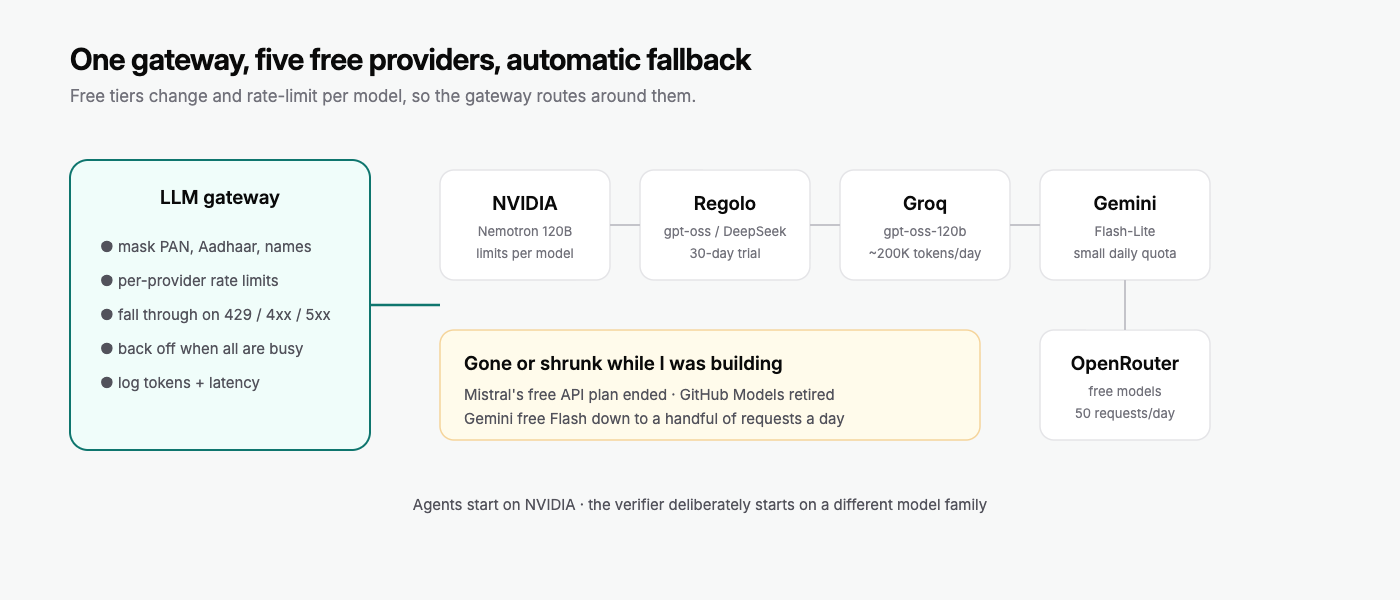 One gateway, five free providers, automatic fallback
Free tiers change and rate-limit per model, so the gateway routes around them.
LLM gateway
● mask PAN, Aadhaar, names
● per-provider rate limits
● fall through on 429 / 4xx / 5xx
● back off when all are busy
● log tokens + latency
NVIDIA
Nemotron 120B
limits per model
Regolo
gpt-oss / DeepSeek
30-day trial
Groq
gpt-oss-120b
~200K tokens/day
Gemini
Flash-Lite
small daily quota
Gone or shrunk while I was building
Mistral's free API plan ended · GitHub Models retired
Gemini free Flash down to a handful of requests a day
OpenRouter
free models
50 requests/day
Agents start on NVIDIA · the verifier deliberately starts on a different model family